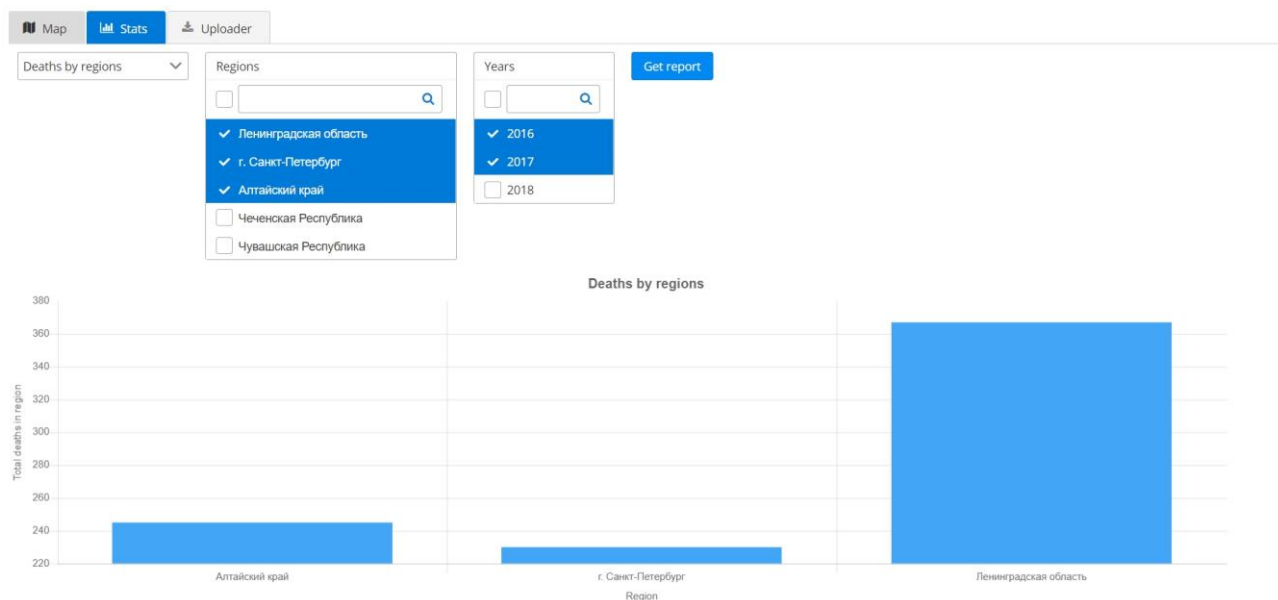 Map Stats Uploader
Deaths by regions
Regions
Ленинградская область
г. Санкт-Петербург
Алтайский край
Чеченская Республика
Чувашская Республика
Years
2016
2017
2018
Get report
Deaths by regions
Total deaths in region
380
360
340
320
300
280
260
240
220
Алтайский край г. Санкт-Петербург Ленинградская область
Region